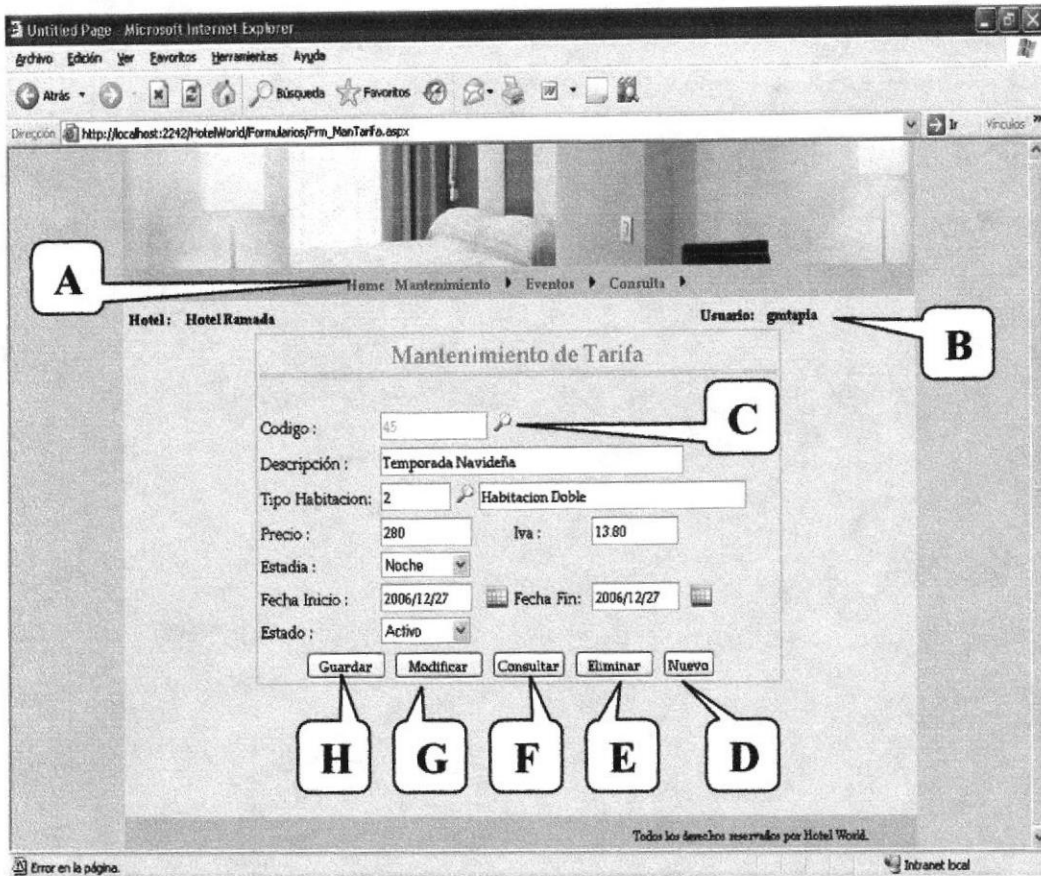 Untitled Page - Microsoft Internet Explorer
Archivo Edición Ver Favoritos Herramientas Ayuda
Atrás Búsqueda Favoritos
Dirección http://localhost:2242/HotelWorld/Formularios/Frm_ManTarifa.aspx Ir Vínculos »
A
Home Mantenimiento Eventos Consulta
Hotel : Hotel Ramada Usuario: gmtapia
B
Mantenimiento de Tarifa
C
Codigo : 45
Descripción : Temporada Navideña
Tipo Habitacion: 2 Habitacion Doble
Precio : 280 Iva : 13.80
Estadia : Noche
Fecha Inicio : 2006/12/27 Fecha Fin: 2006/12/27
Estado : Activo
Guardar Modificar Consultar Eliminar Nuevo
H G F E D
Todos los derechos reservados por Hotel World.
Error en la página. Intranet local